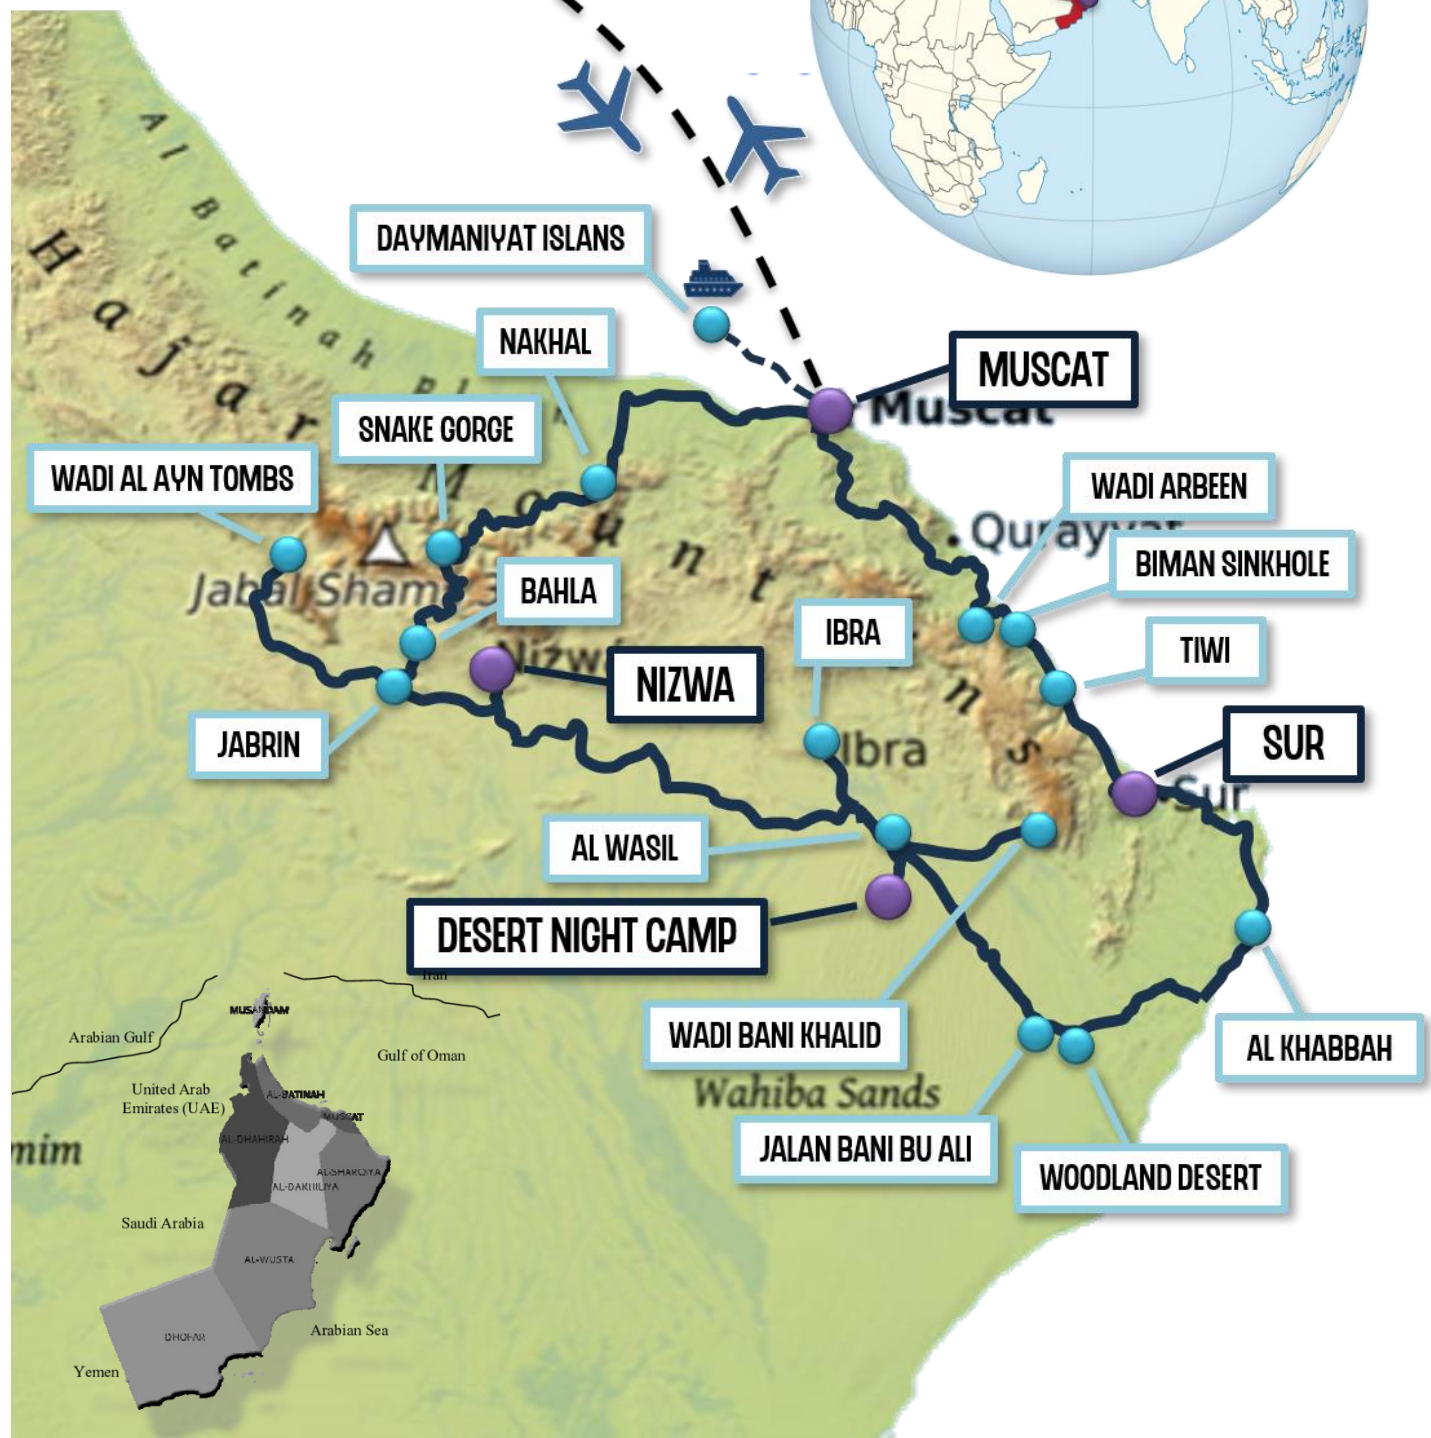 Al Batinah
Hajar
DAYMANIYAT ISLANS
NAKHAL
MUSCAT
Muscat
SNAKE GORGE
WADI AL AYN TOMBS
Mountains
WADI ARBEEN
Qurayyat
BIMAN SINKHOLE
Jabal Sham
BAHLA
IBRA
TIWI
Nizwa
NIZWA
JABRIN
Ibra
SUR
Sur
AL WASIL
DESERT NIGHT CAMP
WADI BANI KHALID
AL KHABBAH
Wahiba Sands
JALAN BANI BU ALI
WOODLAND DESERT
Iran
MUSANDAM
Arabian Gulf
Gulf of Oman
United Arab
Emirates (UAE)
AL-BATINAH
MUSCAT
AL-DHAHIRAH
AL-SHARQIYA
AL-DAKHILIYA
mim
Saudi Arabia
AL-WUSTA
Arabian Sea
DHOFAR
Yemen